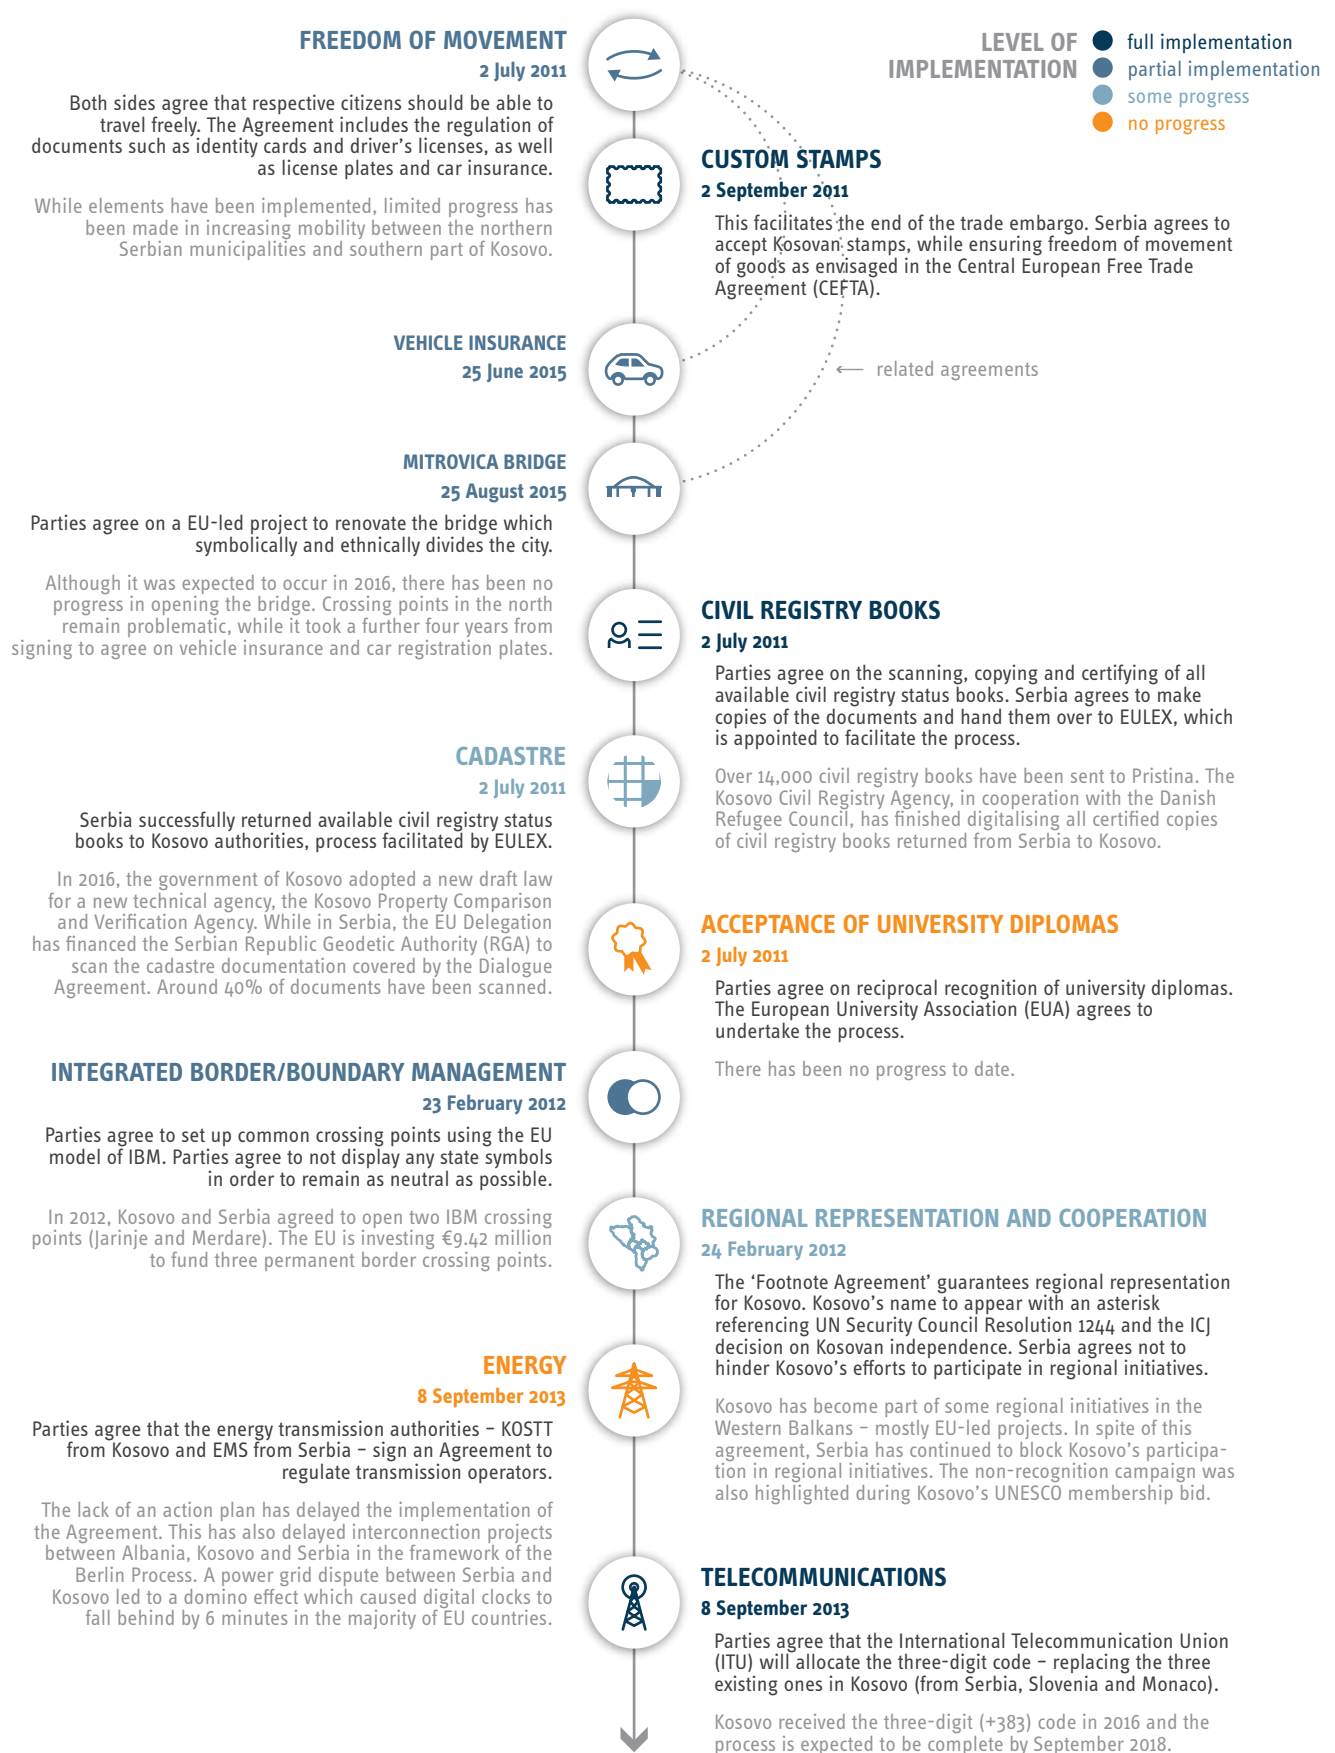 FREEDOM OF MOVEMENT
2 July 2011
Both sides agree that respective citizens should be able to
travel freely. The Agreement includes the regulation of
documents such as identity cards and driver's licenses, as well
as license plates and car insurance.
While elements have been implemented, limited progress has
been made in increasing mobility between the northern
Serbian municipalities and southern part of Kosovo.
LEVEL OF
IMPLEMENTATION
full implementation
partial implementation
some progress
no progress
CUSTOM STAMPS
2 September 2011
This facilitates the end of the trade embargo. Serbia agrees to
accept Kosovan stamps, while ensuring freedom of movement
of goods as envisaged in the Central European Free Trade
Agreement (CEFTA).
VEHICLE INSURANCE
25 June 2015
← related agreements
MITROVICA BRIDGE
25 August 2015
Parties agree on a EU-led project to renovate the bridge which
symbolically and ethnically divides the city.
Although it was expected to occur in 2016, there has been no
progress in opening the bridge. Crossing points in the north
remain problematic, while it took a further four years from
signing to agree on vehicle insurance and car registration plates.
CIVIL REGISTRY BOOKS
2 July 2011
Parties agree on the scanning, copying and certifying of all
available civil registry status books. Serbia agrees to make
copies of the documents and hand them over to EULEX, which
is appointed to facilitate the process.
Over 14,000 civil registry books have been sent to Pristina. The
Kosovo Civil Registry Agency, in cooperation with the Danish
Refugee Council, has finished digitalising all certified copies
of civil registry books returned from Serbia to Kosovo.
CADASTRE
2 July 2011
Serbia successfully returned available civil registry status
books to Kosovo authorities, process facilitated by EULEX.
In 2016, the government of Kosovo adopted a new draft law
for a new technical agency, the Kosovo Property Comparison
and Verification Agency. While in Serbia, the EU Delegation
has financed the Serbian Republic Geodetic Authority (RGA) to
scan the cadastre documentation covered by the Dialogue
Agreement. Around 40% of documents have been scanned.
ACCEPTANCE OF UNIVERSITY DIPLOMAS
2 July 2011
Parties agree on reciprocal recognition of university diplomas.
The European University Association (EUA) agrees to
undertake the process.
There has been no progress to date.
INTEGRATED BORDER/BOUNDARY MANAGEMENT
23 February 2012
Parties agree to set up common crossing points using the EU
model of IBM. Parties agree to not display any state symbols
in order to remain as neutral as possible.
In 2012, Kosovo and Serbia agreed to open two IBM crossing
points (Jarinje and Merdare). The EU is investing €9.42 million
to fund three permanent border crossing points.
REGIONAL REPRESENTATION AND COOPERATION
24 February 2012
The 'Footnote Agreement' guarantees regional representation
for Kosovo. Kosovo's name to appear with an asterisk
referencing UN Security Council Resolution 1244 and the ICJ
decision on Kosovan independence. Serbia agrees not to
hinder Kosovo's efforts to participate in regional initiatives.
Kosovo has become part of some regional initiatives in the
Western Balkans – mostly EU-led projects. In spite of this
agreement, Serbia has continued to block Kosovo's participa-
tion in regional initiatives. The non-recognition campaign was
also highlighted during Kosovo's UNESCO membership bid.
ENERGY
8 September 2013
Parties agree that the energy transmission authorities – KOSTT
from Kosovo and EMS from Serbia – sign an Agreement to
regulate transmission operators.
The lack of an action plan has delayed the implementation of
the Agreement. This has also delayed interconnection projects
between Albania, Kosovo and Serbia in the framework of the
Berlin Process. A power grid dispute between Serbia and
Kosovo led to a domino effect which caused digital clocks to
fall behind by 6 minutes in the majority of EU countries.
TELECOMMUNICATIONS
8 September 2013
Parties agree that the International Telecommunication Union
(ITU) will allocate the three-digit code – replacing the three
existing ones in Kosovo (from Serbia, Slovenia and Monaco).
Kosovo received the three-digit (+383) code in 2016 and the
process is expected to be complete by September 2018.